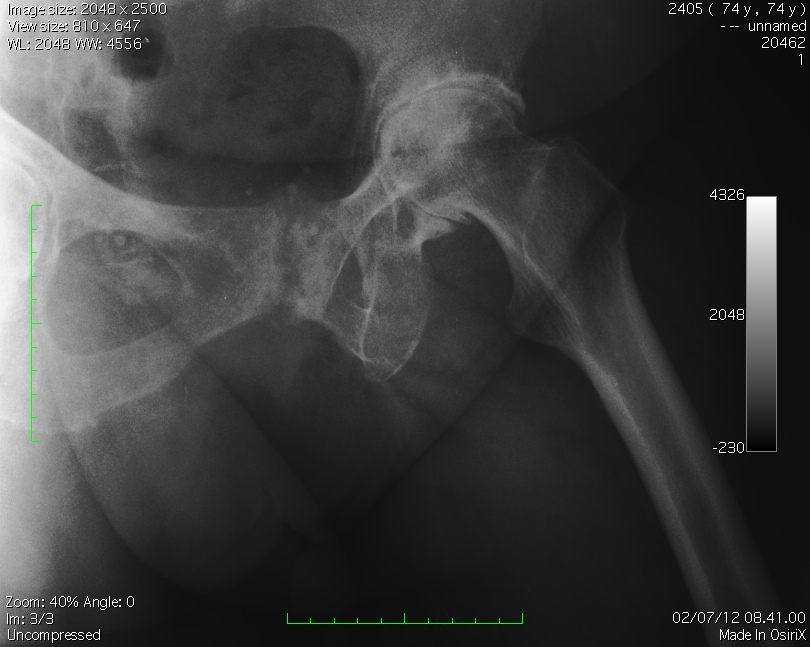 Image size: 2048 x 2500
View size: 810 x 647
WL: 2048 WW: 4556
2405 ( 74 y, 74 y )
--- unnamed
20462
1
4326
2048
-230
Zoom: 40% Angle: 0
Im: 3/3
Uncompressed
02/07/12 08.41.00
Made In OsiriX